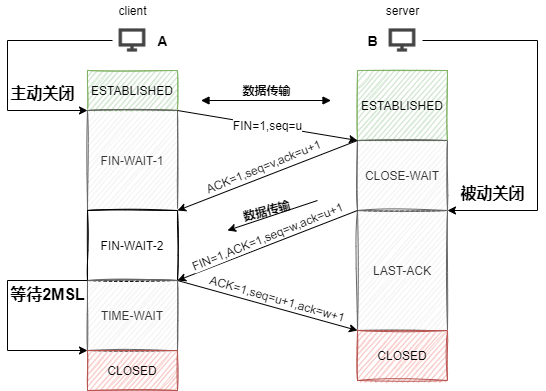 client
server
A
B
主动关闭
ESTABLISHED
数据传输
ESTABLISHED
FIN=1,seq=u
FIN-WAIT-1
ACK=1,seq=v,ack=u+1
CLOSE-WAIT
被动关闭
数据传输
FIN=1,ACK=1,seq=w,ack=u+1
FIN-WAIT-2
LAST-ACK
等待2MSL
ACK=1,seq=u+1,ack=w+1
TIME-WAIT
CLOSED
CLOSED